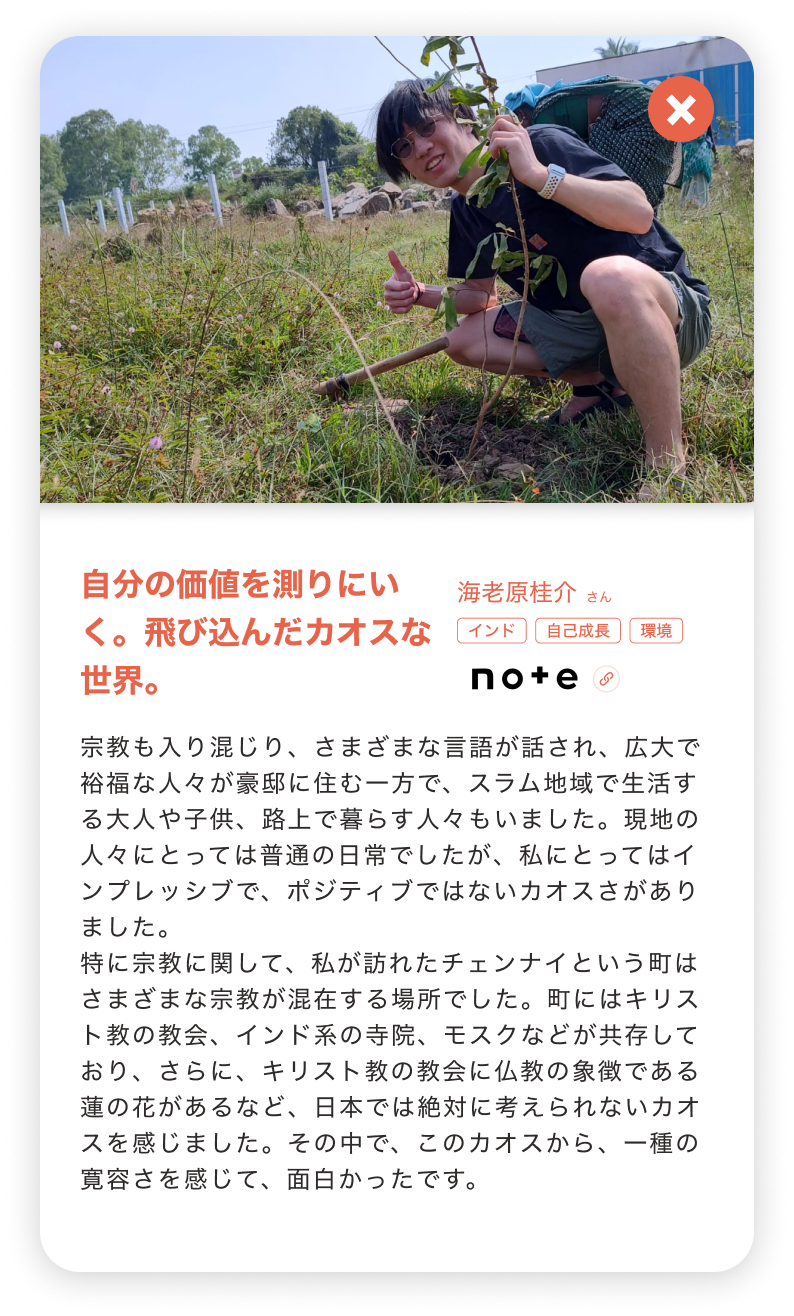 自分の価値を測りにい
く。飛び込んだカオスな
世界。
海老原桂介 さん
インド 自己成長 環境
note
宗教も入り混じり、さまざまな言語が話され、広大で
裕福な人々が豪邸に住む一方で、スラム地域で生活す
る大人や子供、路上で暮らす人々もいました。現地の
人々にとっては普通の日常でしたが、私にとってはイ
ンプレッシブで、ポジティブではないカオスさがあり
ました。
特に宗教に関して、私が訪れたチェンナイという町は
さまざまな宗教が混在する場所でした。町にはキリス
ト教の教会、インド系の寺院、モスクなどが共存して
おり、さらに、キリスト教の教会に仏教の象徴である
蓮の花があるなど、日本では絶対に考えられないカオ
スを感じました。その中で、このカオスから、一種の
寛容さを感じて、面白かったです。